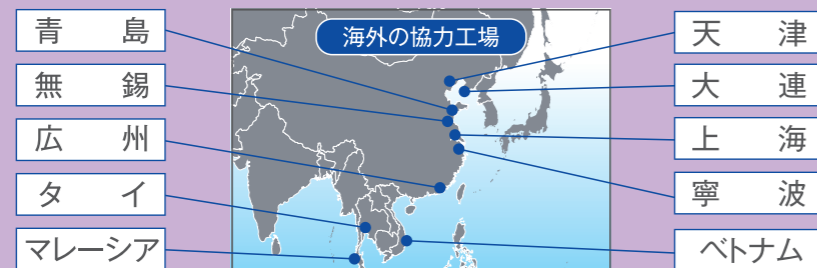 海外の協力工場
青島
無錫
広州
タイ
マレーシア
天津
大連
上海
寧波
ベトナム